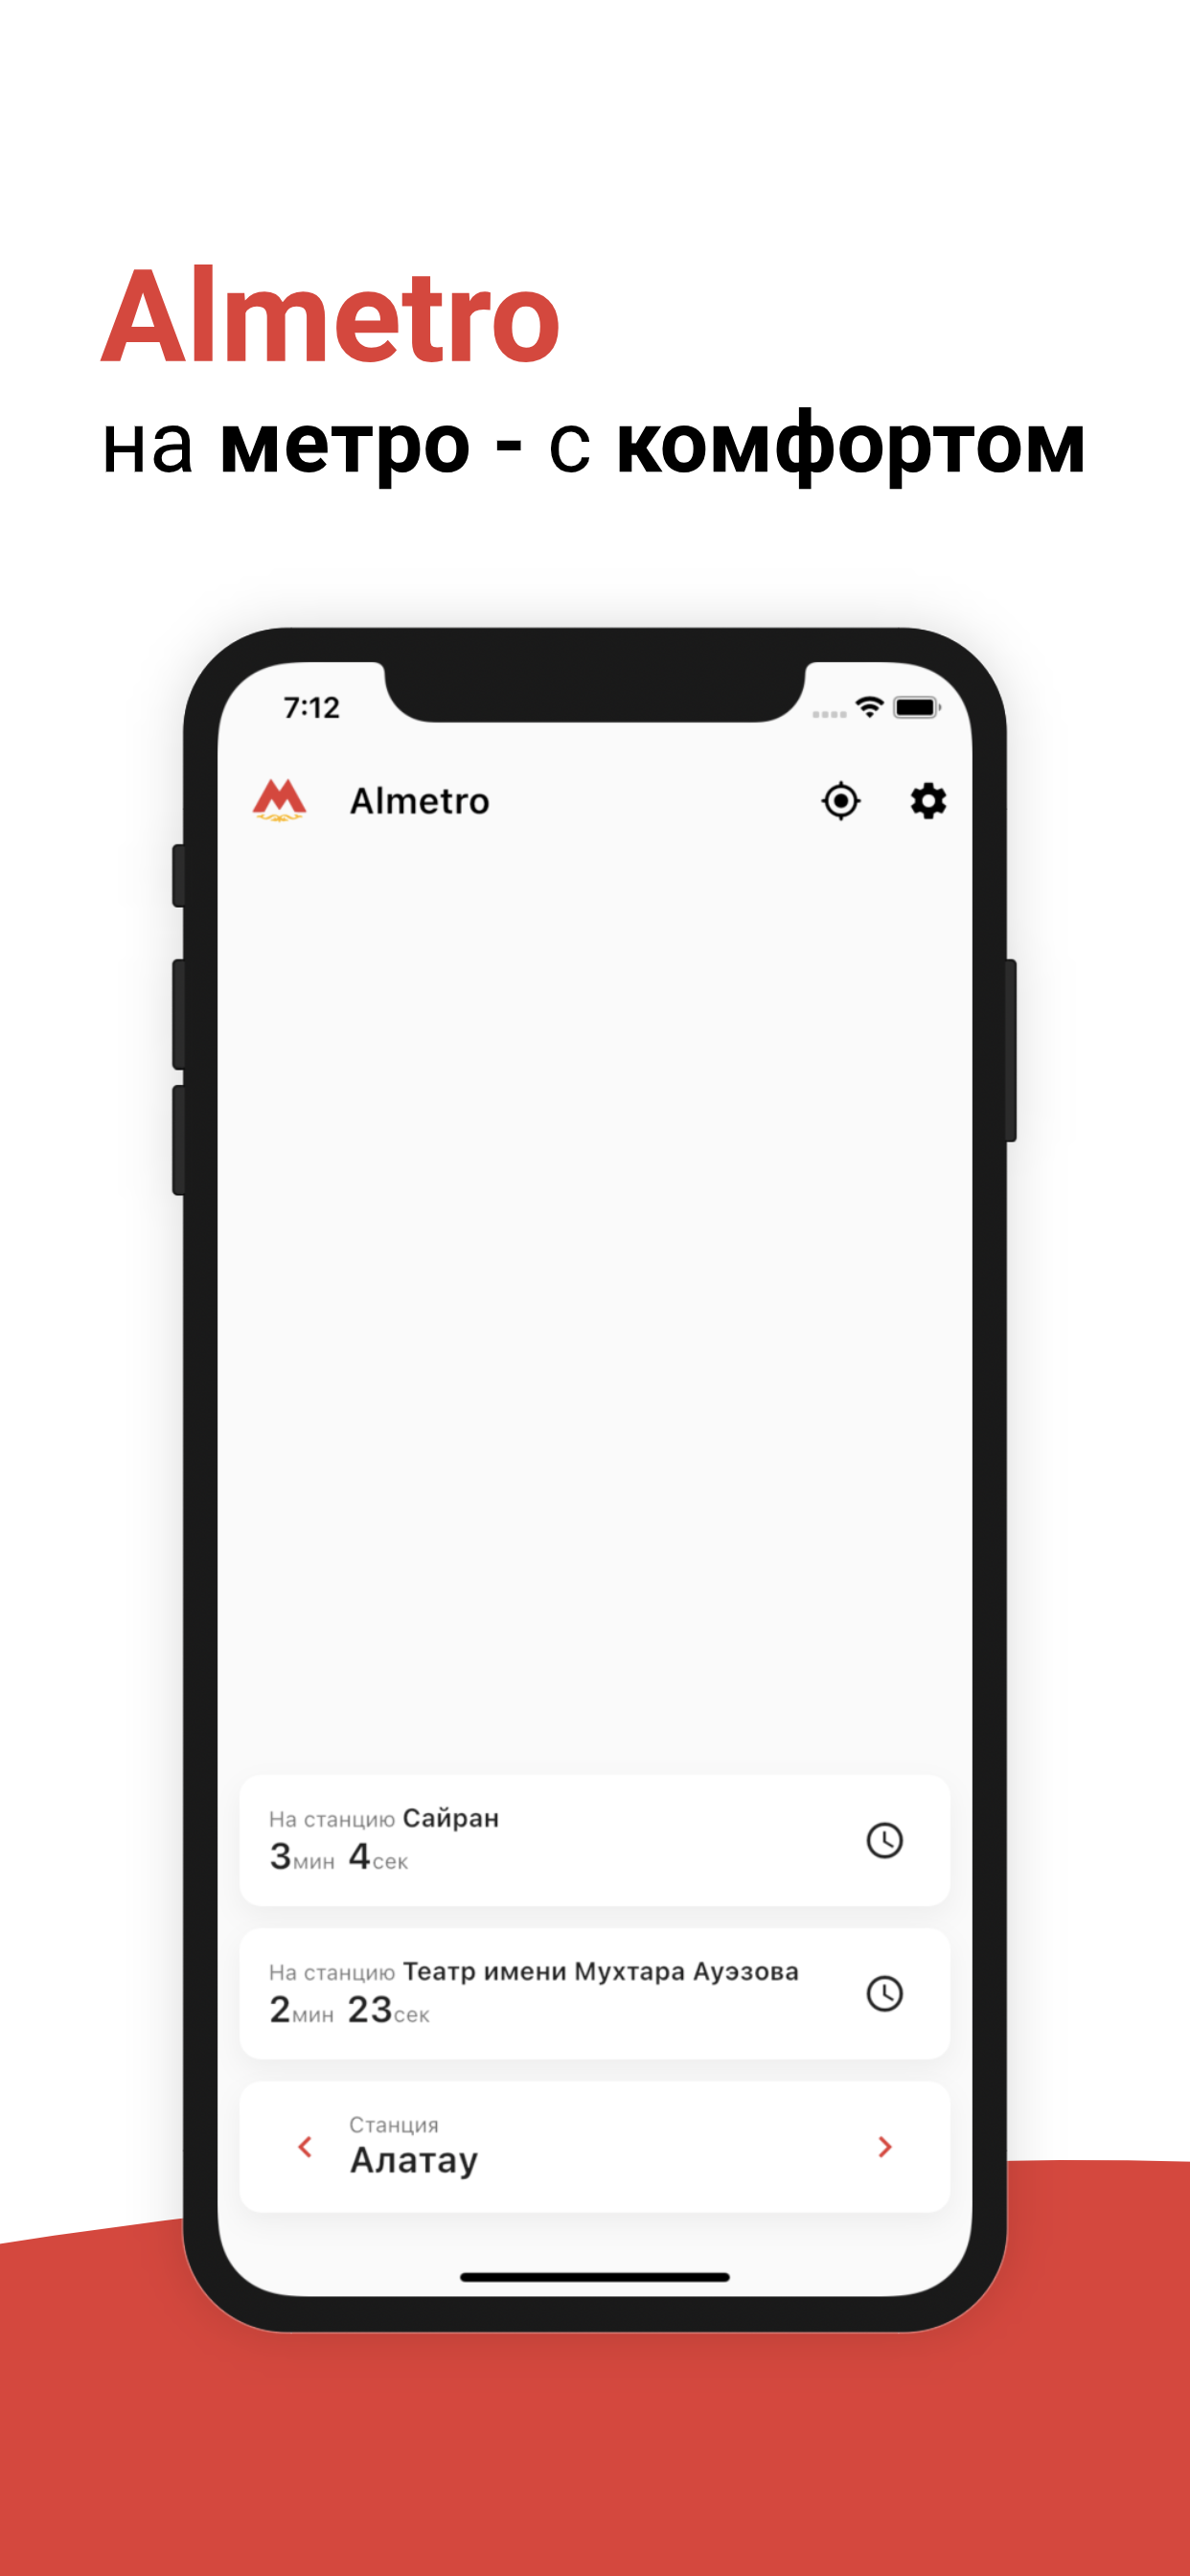 Almetro
на метро - с комфортом
7:12
Almetro
На станцию Сайран
3мин 4сек
На станцию Театр имени Мухтара Ауэзова
2мин 23сек
Станция
Алатау